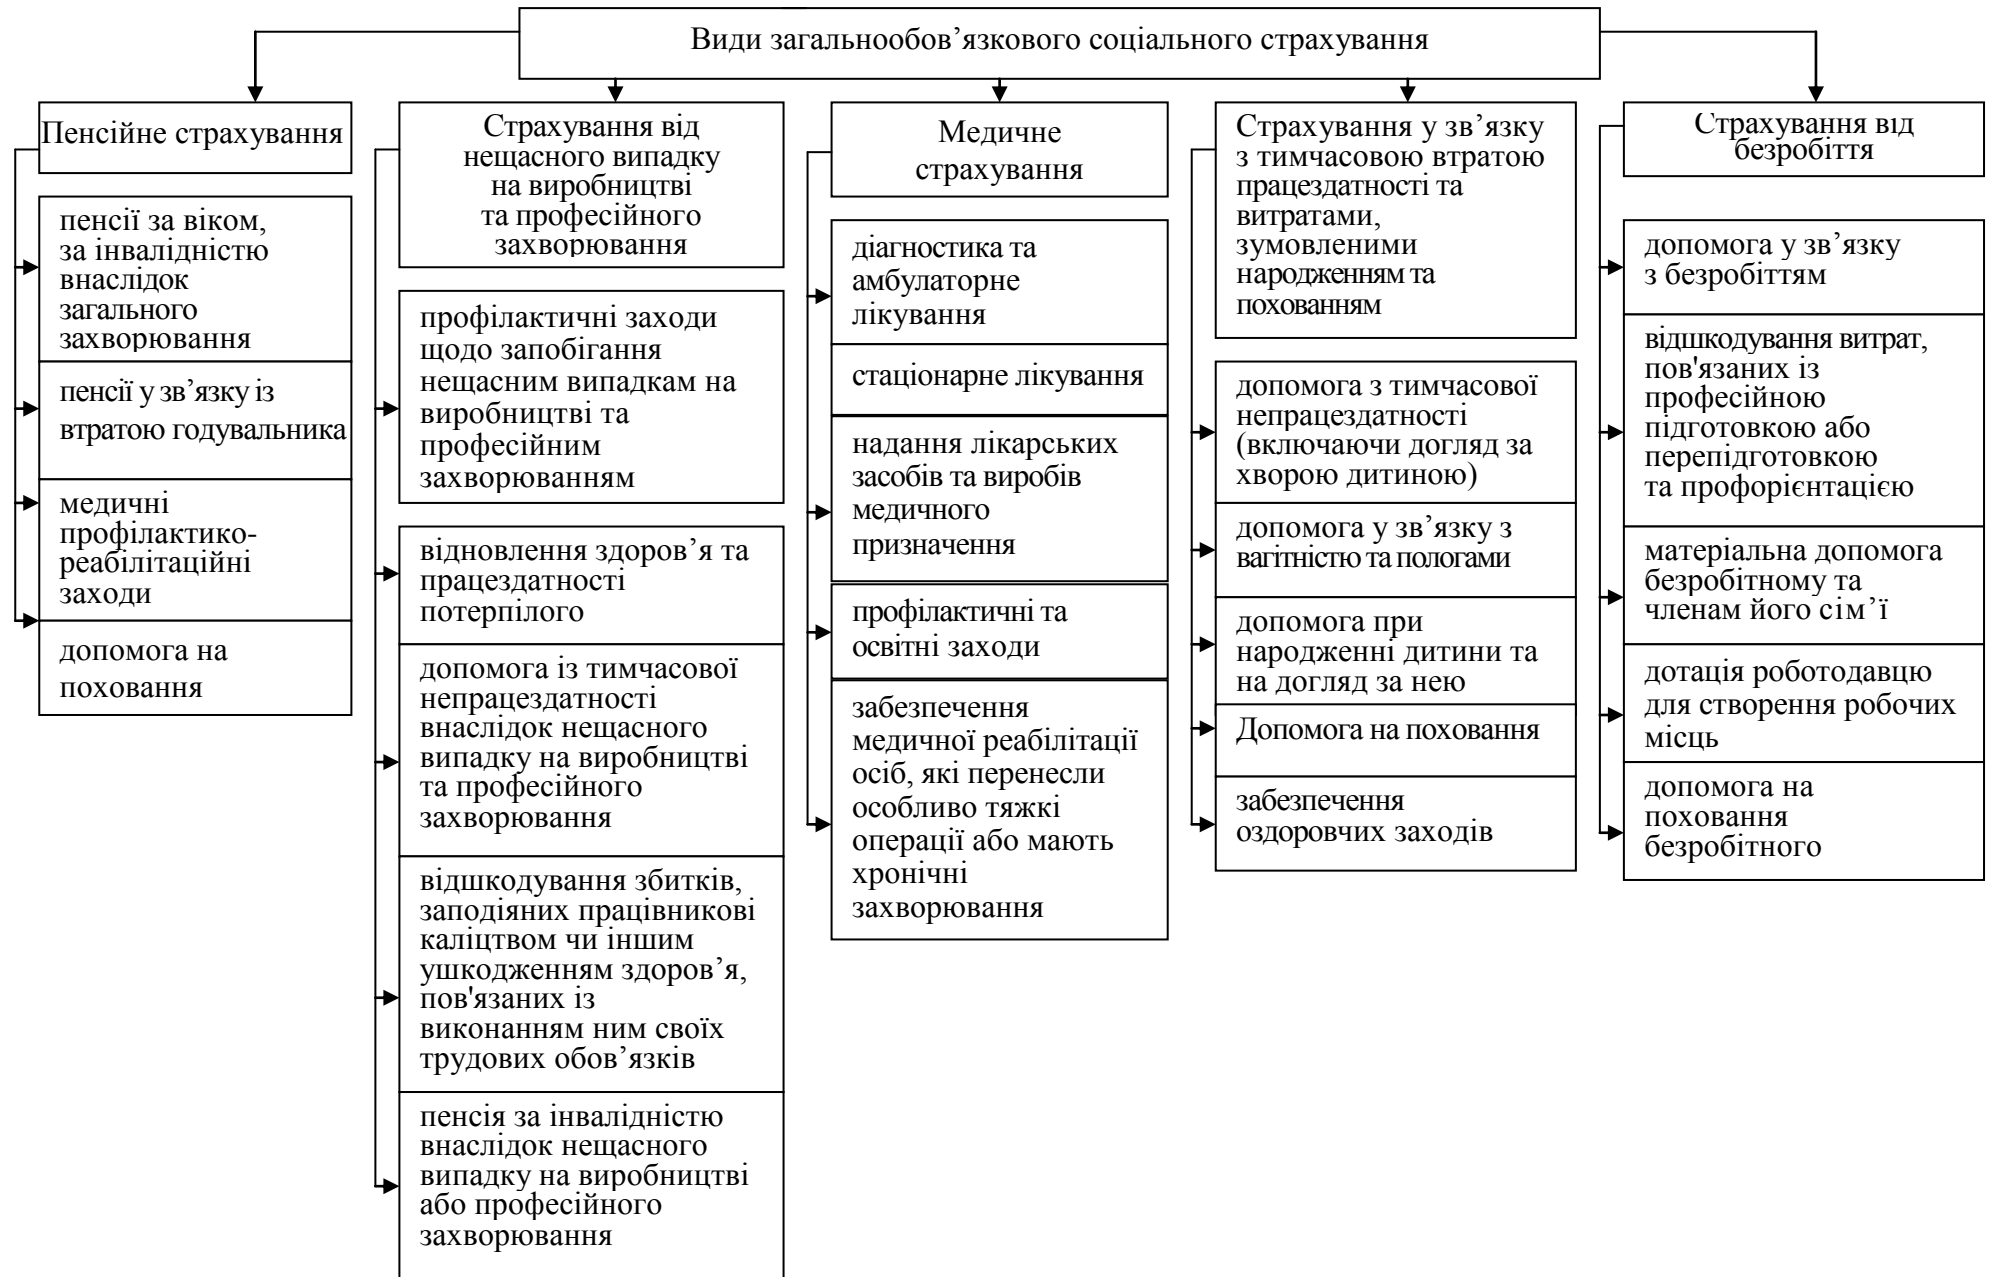 Види загальнообов’язкового соціального страхування
Пенсійне страхування
пенсії за віком,
за інвалідністю
внаслідок
загального
захворювання
пенсії у зв’язку із
втратою годувальника
медичні
профілактико-
реабілітаційні
заходи
допомога на
поховання
Страхування від
нещасного випадку
на виробництві
та професійного
захворювання
профілактичні заходи
щодо запобігання
нещасним випадкам на
виробництві та
професійним
захворюванням
відновлення здоров’я та
працездатності
потерпілого
допомога із тимчасової
непрацездатності
внаслідок нещасного
випадку на виробництві
та професійного
захворювання
відшкодування збитків,
заподіяних працівникові
каліцтвом чи іншим
ушкодженням здоров’я,
пов'язаних із
виконанням ним своїх
трудових обов’язків
пенсія за інвалідністю
внаслідок нещасного
випадку на виробництві
або професійного
захворювання
Медичне
страхування
діагностика та
амбулаторне
лікування
стаціонарне лікування
надання лікарських
засобів та виробів
медичного
призначення
профілактичні та
освітні заходи
забезпечення
медичної реабілітації
осіб, які перенесли
особливо тяжкі
операції або мають
хронічні
захворювання
Страхування у зв’язку
з тимчасовою втратою
працездатності та
витратами,
зумовленими
народженням та
похованням
допомога з тимчасової
непрацездатності
(включаючи догляд за
хворою дитиною)
допомога у зв’язку з
вагітністю та пологами
допомога при
народженні дитини та
на догляд за нею
Допомога на поховання
забезпечення
оздоровчих заходів
Страхування від
безробіття
допомога у зв’язку
з безробіттям
відшкодування витрат,
пов'язаних із
професійною
підготовкою або
перепідготовкою
та профорієнтацією
матеріальна допомога
безробітному та
членам його сім’ї
дотація роботодавцю
для створення робочих
місць
допомога на
поховання
безробітного